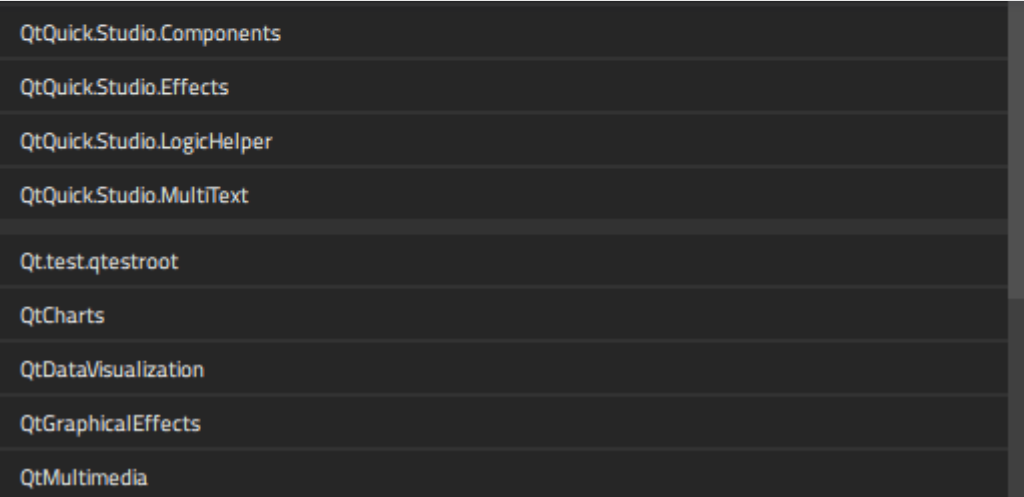 QtQuick.Studio.Components
QtQuick.Studio.Effects
QtQuick.Studio.LogicHelper
QtQuick.Studio.MultiText
Qt.test.qtestroot
QtCharts
QtDataVisualization
QtGraphicalEffects
QtMultimedia